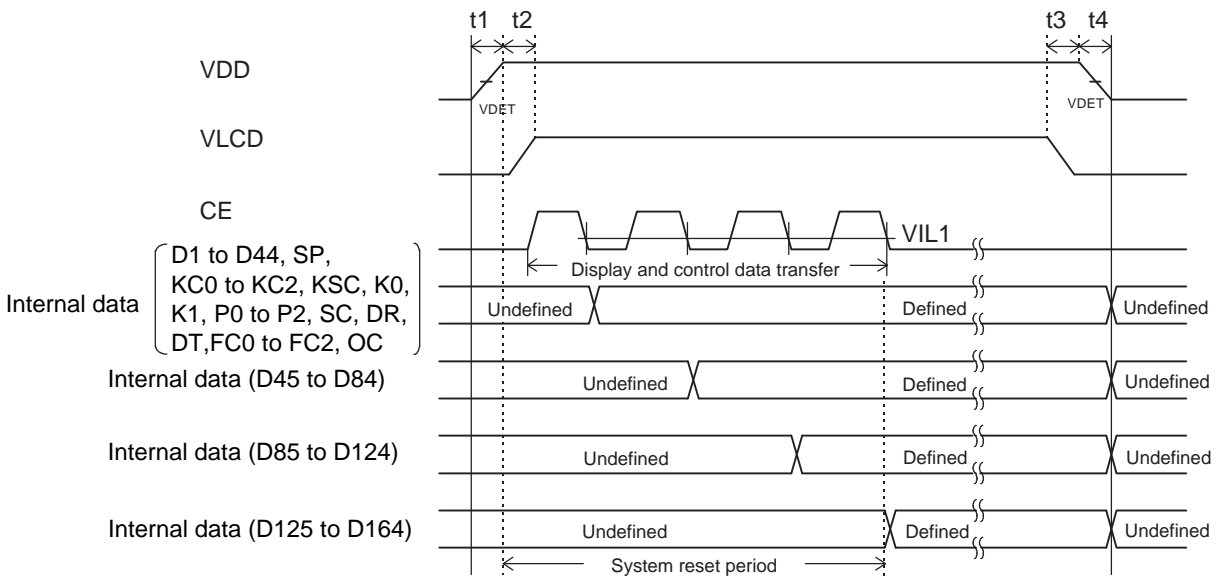 t1 t2 t3 t4
VDD
VDET VDET
VLCD
CE
VIL1
Display and control data transfer
D1 to D44, SP,
KC0 to KC2, KSC, K0,
Internal data K1, P0 to P2, SC, DR,
DT,FC0 to FC2, OC
Undefined Defined Undefined
Internal data (D45 to D84) Undefined Defined Undefined
Internal data (D85 to D124) Undefined Defined Undefined
Internal data (D125 to D164) Undefined Defined Undefined
System reset period